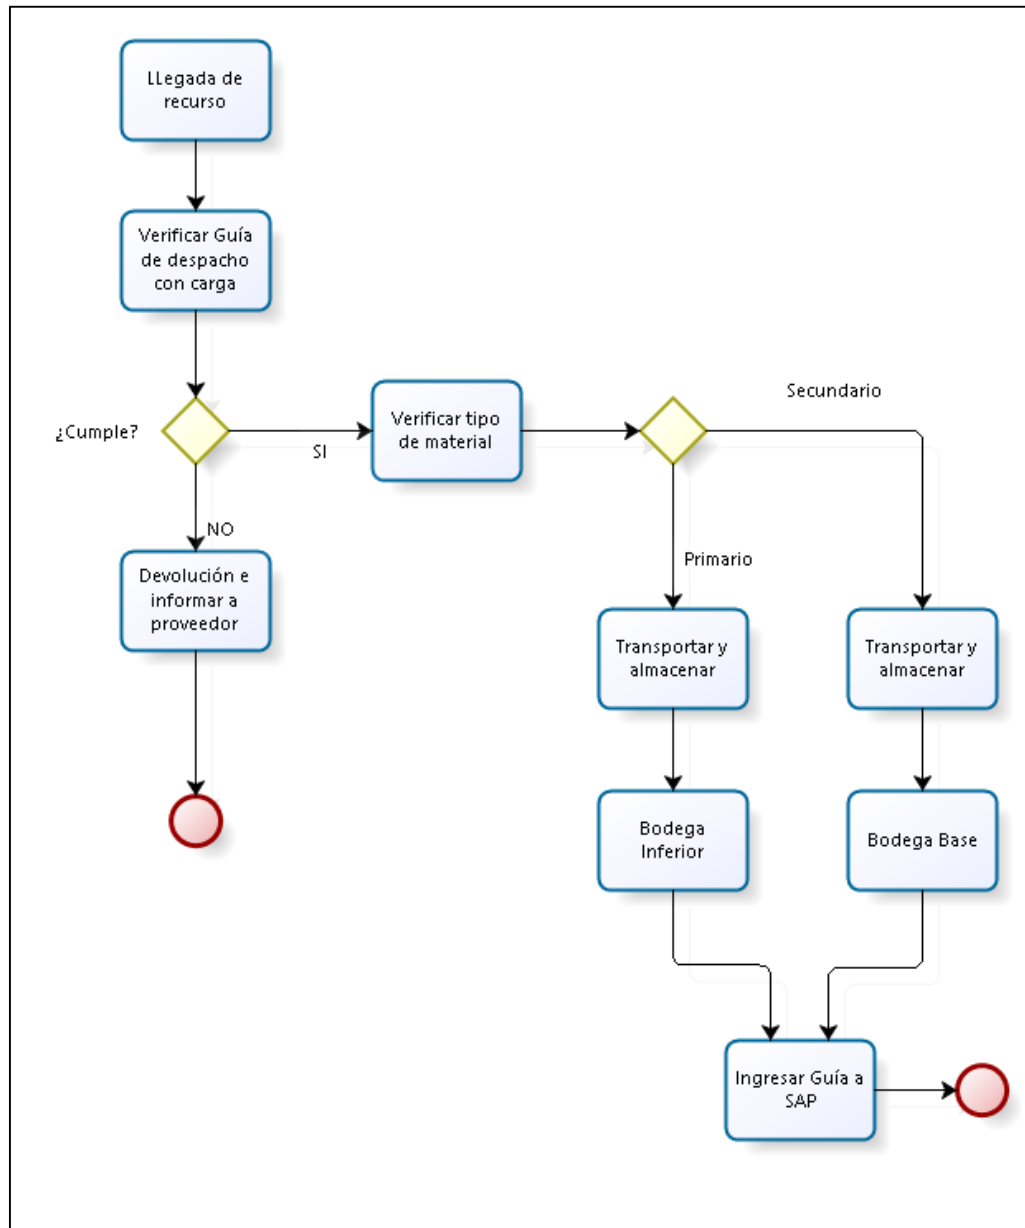 LLegada de
recurso
Verificar Guía
de despacho
con carga
¿Cumple?
SI
Verificar tipo
de material
Secundario
NO
Primario
Devolución e
informar a
proveedor
Transportar y
almacenar
Transportar y
almacenar
Bodega
Inferior
Bodega Base
Ingresar Guía a
SAP